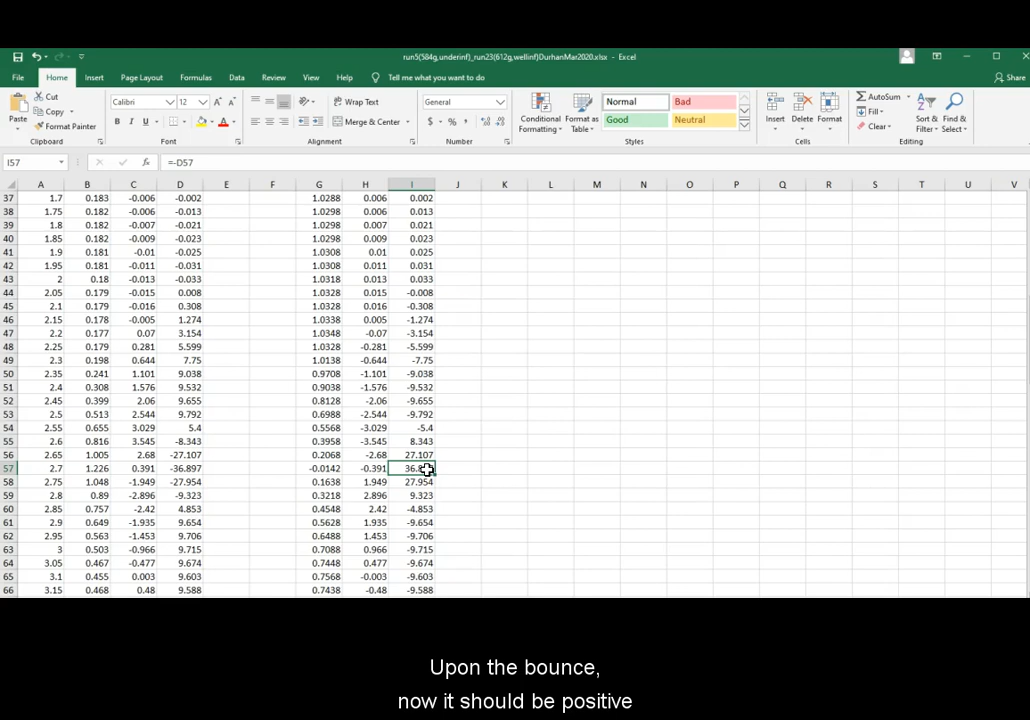 run5(584g,underinf)_run23(612g,wellinf)DurhanMar2020.xlsx - Excel
File Home Insert Page Layout Formulas Data Review View Help Tell me what you want to do Share
Cut
Copy
Format Painter
Paste
Clipboard
Calibri 12
B I U
Font
Wrap Text
Merge & Center
Alignment
General
$ % ,
Number
Conditional Formatting
Format as Table
Normal Bad
Good Neutral
Styles
Insert Delete Format
Cells
AutoSum
Fill
Clear
Sort & Filter
Find & Select
Editing
I57 fx =-D57
A B C D E F G H I J K L M N O P Q R S T U V
37 1.7 0.183 -0.006 -0.002 1.0288 0.006 0.002
38 1.75 0.182 -0.006 -0.013 1.0298 0.006 0.013
39 1.8 0.182 -0.007 -0.021 1.0298 0.007 0.021
40 1.85 0.182 -0.009 -0.023 1.0298 0.009 0.023
41 1.9 0.181 -0.01 -0.025 1.0308 0.01 0.025
42 1.95 0.181 -0.011 -0.031 1.0308 0.011 0.031
43 2 0.18 -0.013 -0.033 1.0318 0.013 0.033
44 2.05 0.179 -0.015 0.008 1.0328 0.015 -0.008
45 2.1 0.179 -0.016 0.308 1.0328 0.016 -0.308
46 2.15 0.178 -0.005 1.274 1.0338 0.005 -1.274
47 2.2 0.177 0.07 3.154 1.0348 -0.07 -3.154
48 2.25 0.179 0.281 5.599 1.0328 -0.281 -5.599
49 2.3 0.198 0.644 7.75 1.0138 -0.644 -7.75
50 2.35 0.241 1.101 9.038 0.9708 -1.101 -9.038
51 2.4 0.308 1.576 9.532 0.9038 -1.576 -9.532
52 2.45 0.399 2.06 9.655 0.8128 -2.06 -9.655
53 2.5 0.513 2.544 9.792 0.6988 -2.544 -9.792
54 2.55 0.655 3.029 5.4 0.5568 -3.029 -5.4
55 2.6 0.816 3.545 -8.343 0.3958 -3.545 8.343
56 2.65 1.005 2.68 -27.107 0.2068 -2.68 27.107
57 2.7 1.226 0.391 -36.897 -0.0142 -0.391
58 2.75 1.048 -1.949 -27.954 0.1638 1.949 27.954
59 2.8 0.89 -2.896 -9.323 0.3218 2.896 9.323
60 2.85 0.757 -2.42 4.853 0.4548 2.42 -4.853
61 2.9 0.649 -1.935 9.654 0.5628 1.935 -9.654
62 2.95 0.563 -1.453 9.706 0.6488 1.453 -9.706
63 3 0.503 -0.966 9.715 0.7088 0.966 -9.715
64 3.05 0.467 -0.477 9.674 0.7448 0.477 -9.674
65 3.1 0.455 0.003 9.603 0.7568 -0.003 -9.603
66 3.15 0.468 0.48 9.588 0.7438 -0.48 -9.588
Upon the bounce,
now it should be positive